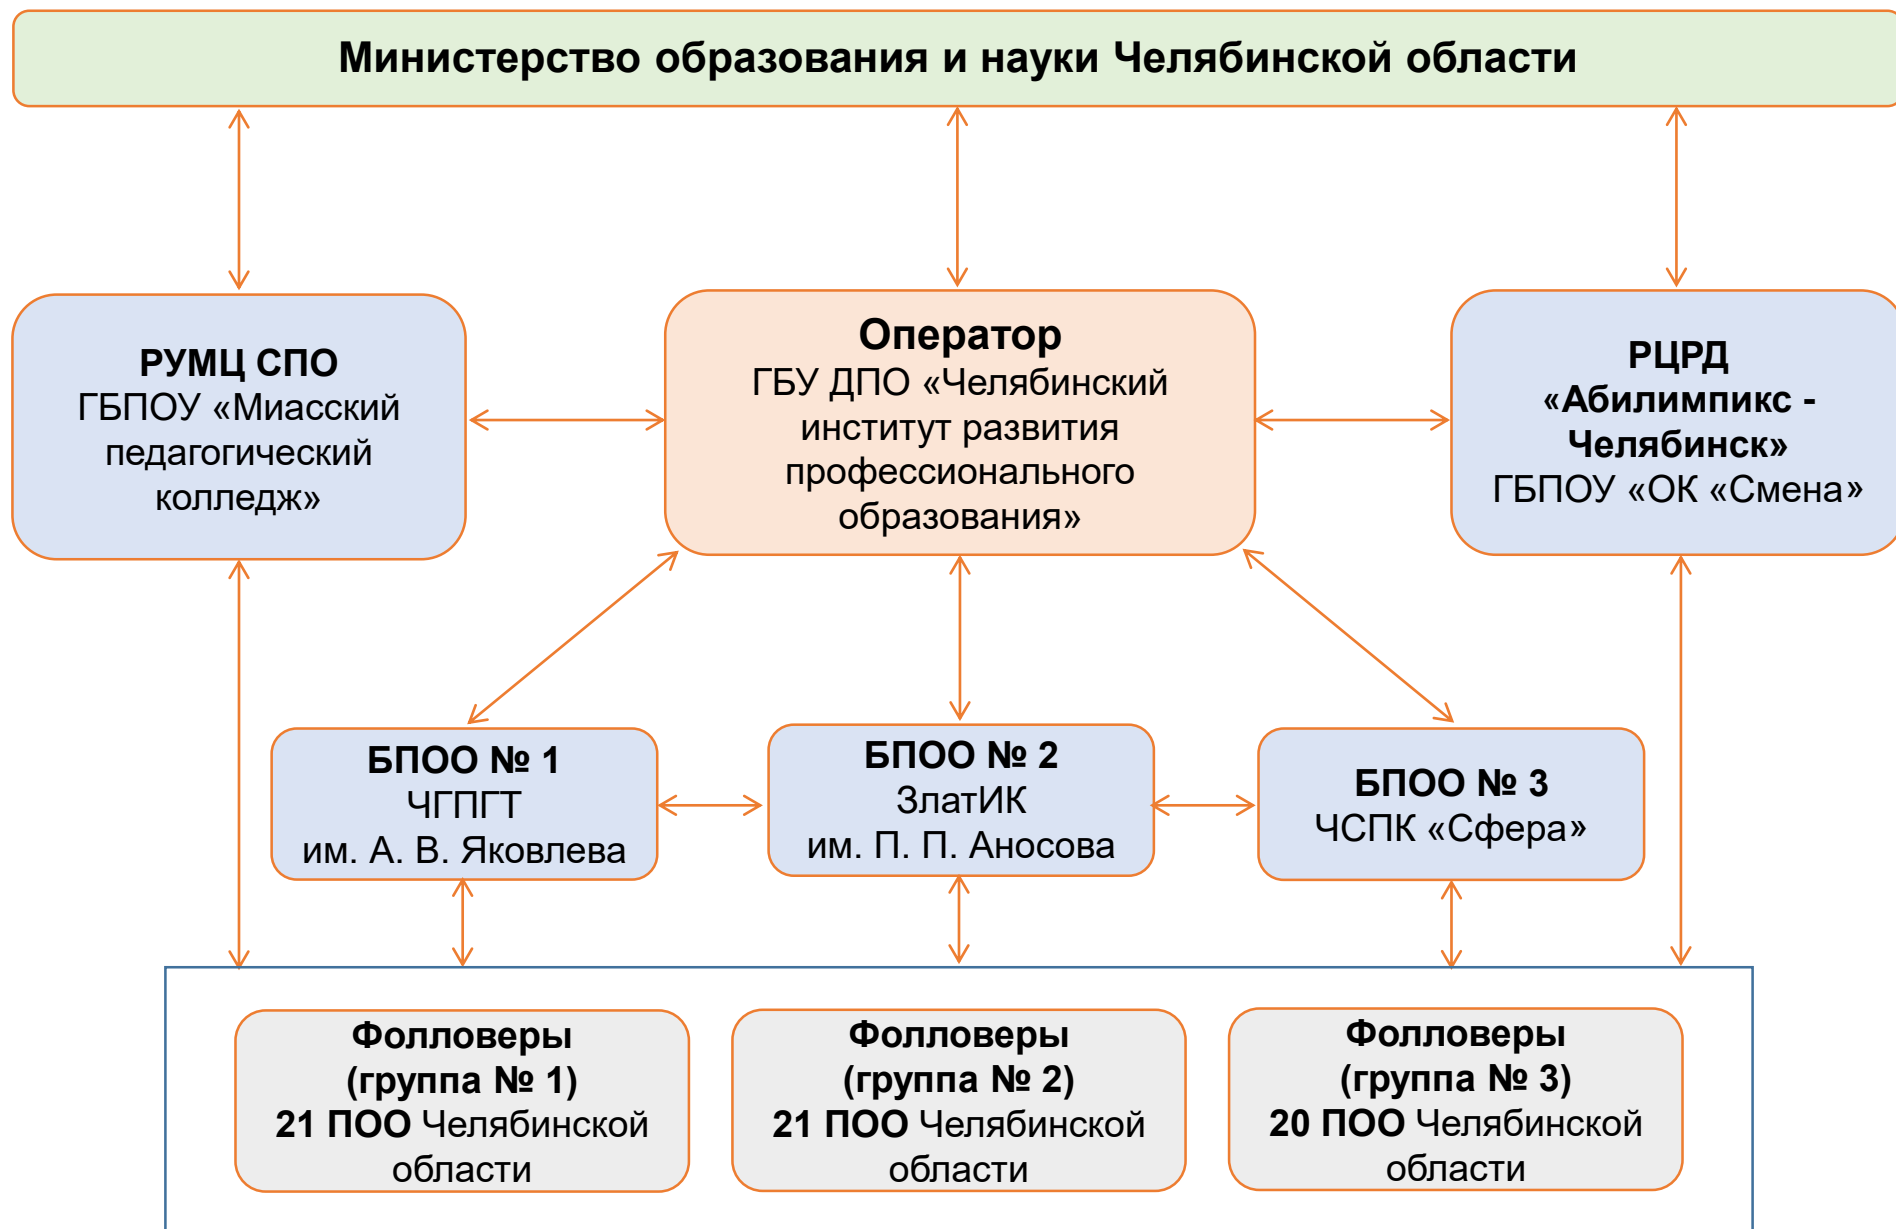 Министерство образования и науки Челябинской области
РУМЦ СПО
ГБПОУ «Миасский
педагогический
колледж»
Оператор
ГБУ ДПО «Челябинский
институт развития
профессионального
образования»
РЦРД
«Абилимпикс -
Челябинск»
ГБПОУ «ОК «Смена»
БПОО № 1
ЧГПГТ
им. А. В. Яковлева
БПОО № 2
ЗлатИК
им. П. П. Аносова
БПОО № 3
ЧСПК «Сфера»
Фолловеры
(группа № 1)
21 ПОО Челябинской
области
Фолловеры
(группа № 2)
21 ПОО Челябинской
области
Фолловеры
(группа № 3)
20 ПОО Челябинской
области